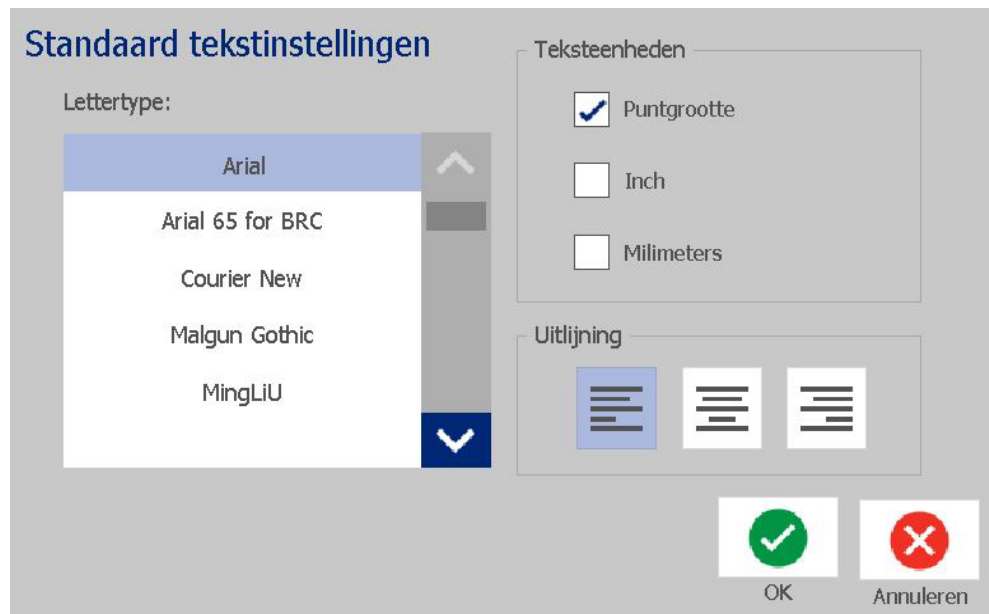 Standaard tekstinstellingen
Lettertype:
Arial
Arial 65 for BRC
Courier New
Malgun Gothic
MingLiU
Teksteenheden
Puntgrootte
Inch
Milimeters
Uitlijning
OK
Annuleren